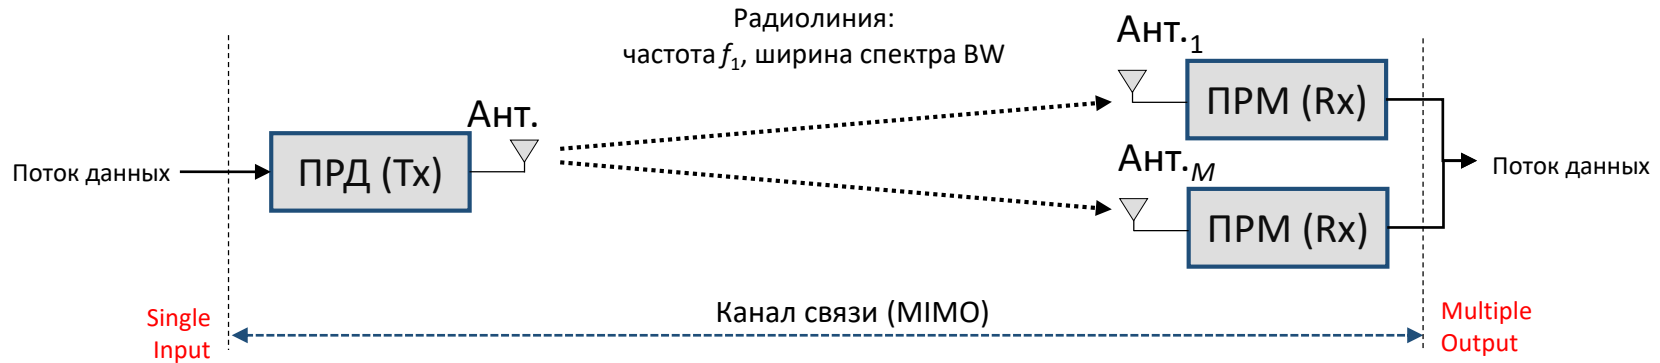 Радиолиния:
частота f₁, ширина спектра BW
Ант.₁
ПРМ (Rx)
Ант.
ПРД (Tx)
Поток данных
Ант.M
ПРМ (Rx)
Поток данных
Канал связи (MIMO)
Single
Input
Multiple
Output